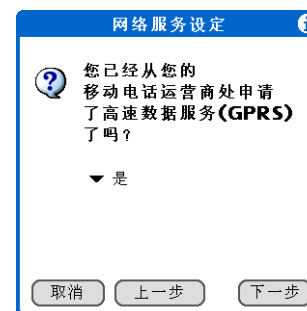 网络服务设定
您已经从您的
移动电话运营商处申请
了高速数据服务(GPRS)
了吗?
是
取消 上一步 下一步